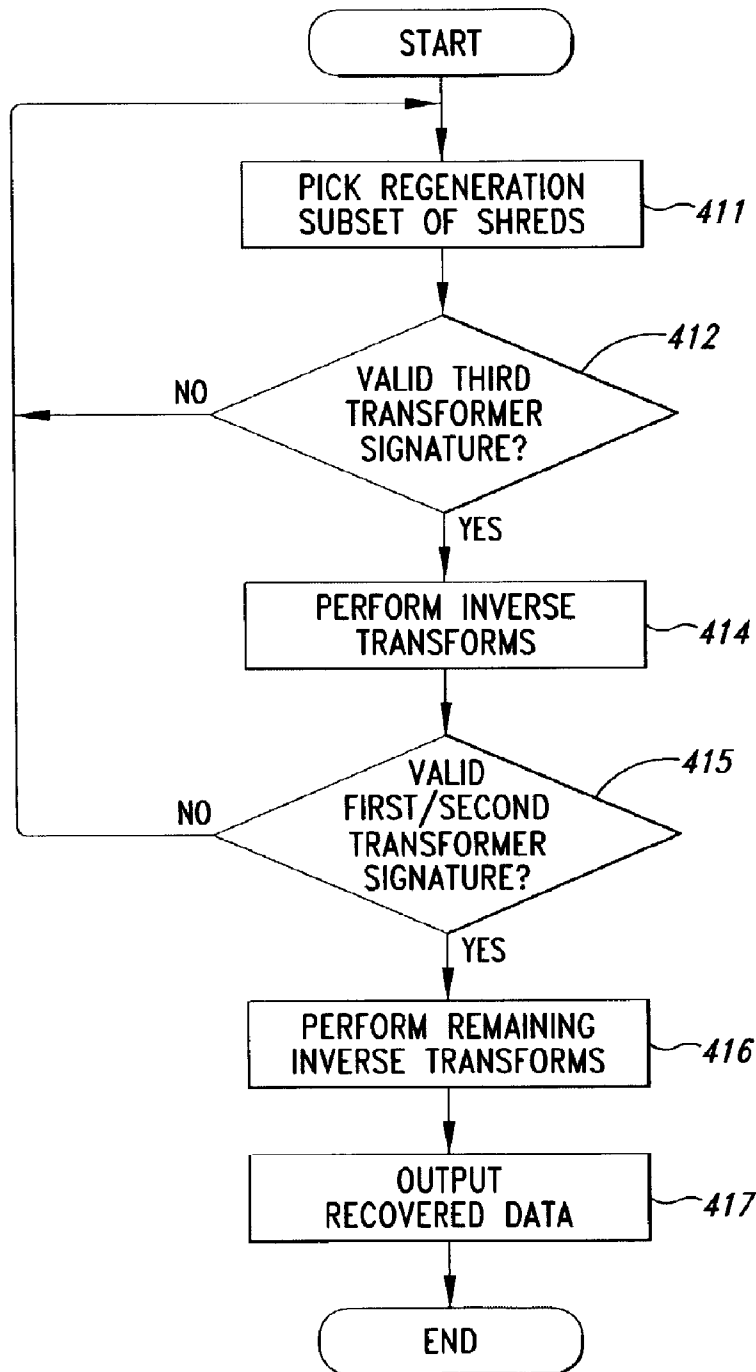 START
PICK REGENERATION
SUBSET OF SHREDS
411
412
VALID THIRD
TRANSFORMER
SIGNATURE?
NO
YES
PERFORM INVERSE
TRANSFORMS
414
415
VALID
FIRST/SECOND
TRANSFORMER
SIGNATURE?
NO
YES
PERFORM REMAINING
INVERSE TRANSFORMS
416
OUTPUT
RECOVERED DATA
417
END